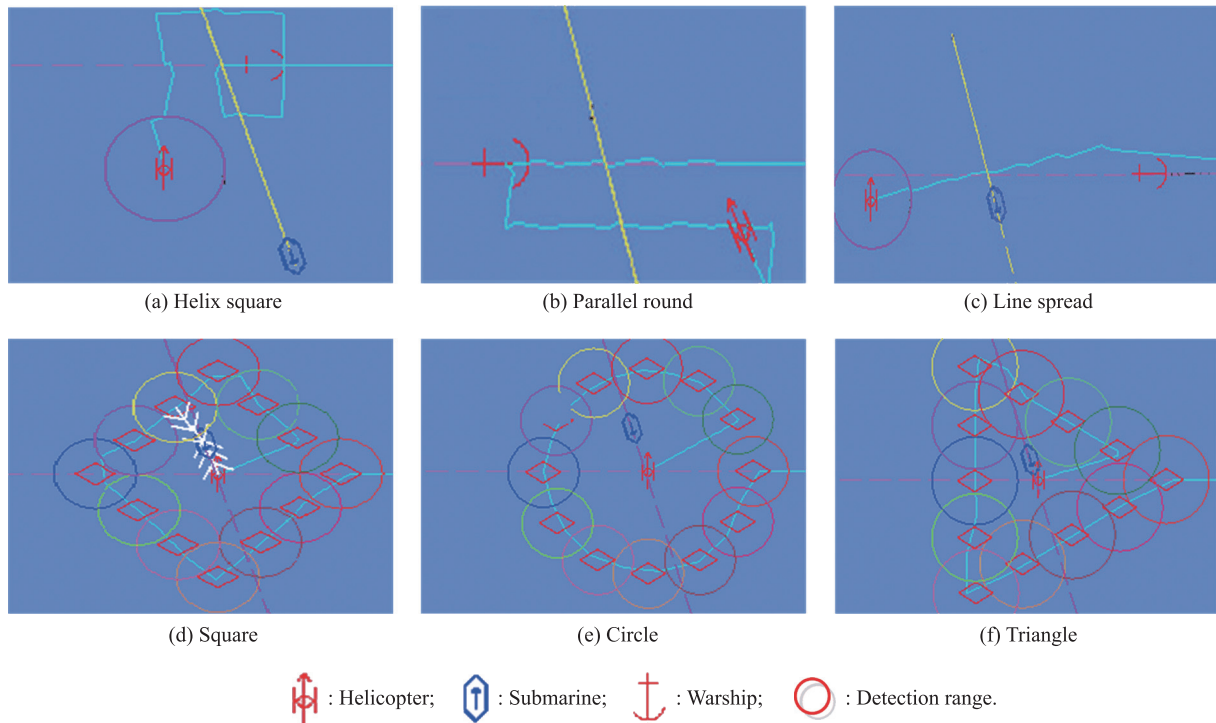 (a) Helix square
(b) Parallel round
(c) Line spread
(d) Square
(e) Circle
(f) Triangle
: Helicopter; : Submarine; : Warship; : Detection range.